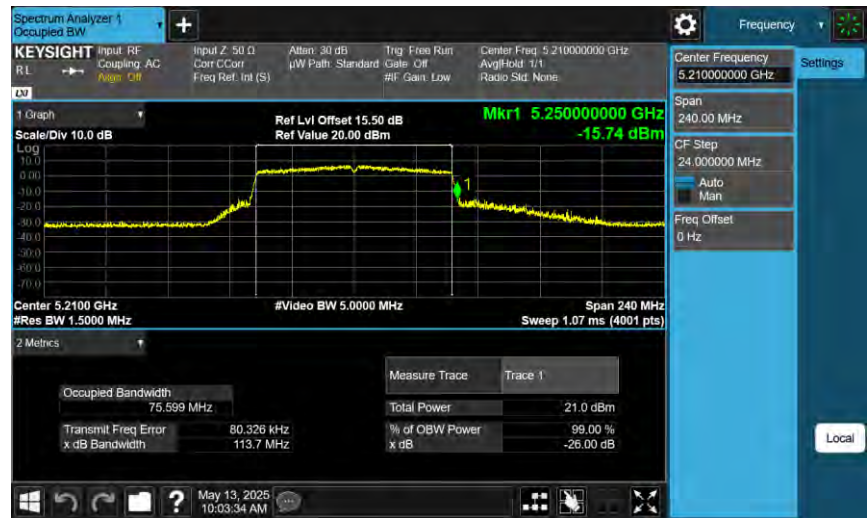 Spectrum Analyzer 1
Occupied BW
Frequency
KEYSIGHT Input: RF
RL Coupling: AC
Align: Off
Input Z: 50 Ω
Corr CCorr
Freq Ref: Int (S)
Atten: 30 dB
µW Path: Standard
Trig: Free Run
Gate: Off
#IF Gain: Low
Center Freq: 5.210000000 GHz
Avg|Hold: 1/1
Radio Std: None
LXI
1 Graph
Scale/Div 10.0 dB
Ref Lvl Offset 15.50 dB
Ref Value 20.00 dBm
Mkr1 5.250000000 GHz
-15.74 dBm
Log
10.0
0.00
-10.0
-20.0
-30.0
-40.0
-50.0
-60.0
-70.0
1
Center 5.2100 GHz
#Res BW 1.5000 MHz
#Video BW 5.0000 MHz
Span 240 MHz
Sweep 1.07 ms (4001 pts)
2 Metrics
Measure Trace Trace 1
Occupied Bandwidth
75.599 MHz
Total Power 21.0 dBm
Transmit Freq Error 80.326 kHz
% of OBW Power 99.00 %
x dB Bandwidth 113.7 MHz
x dB -26.00 dB
Center Frequency
5.210000000 GHz
Settings
Span
240.00 MHz
CF Step
24.000000 MHz
Auto
Man
Freq Offset
0 Hz
Local
?
May 13, 2025
10:03:34 AM